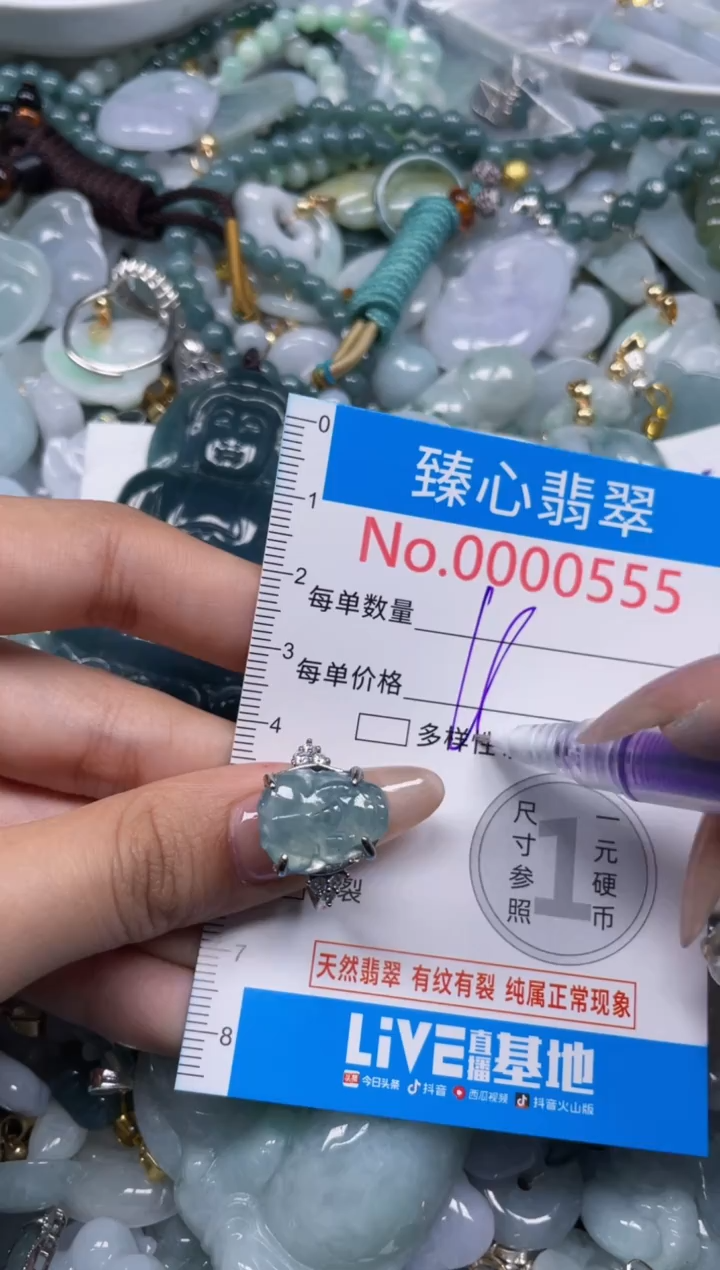 0
臻心翡翠
1
No.0000555
2
每单数量
3
每单价格
4
多样性..
尺寸参照
1
一元硬币
裂
7
天然翡翠 有纹有裂 纯属正常现象
8
LiVE直播基地
头条 今日头条 抖音 西瓜视频 抖音火山版